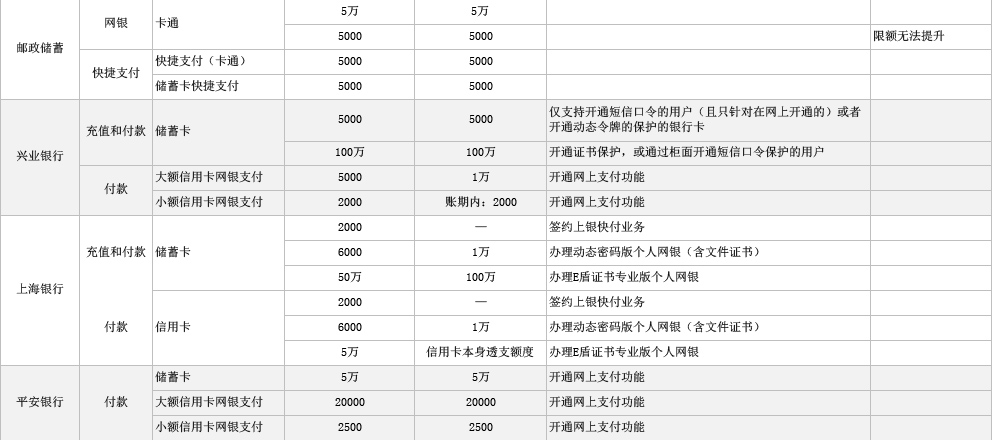 邮政储蓄 网银 卡通 5万 5万
5000 5000 限额无法提升
快捷支付 快捷支付（卡通） 5000 5000
储蓄卡快捷支付 5000 5000
兴业银行 充值和付款 储蓄卡 5000 5000 仅支持开通短信口令的用户（且只针对在网上开通的）或者
开通动态令牌的保护的银行卡
100万 100万 开通证书保护，或通过柜面开通短信口令保护的用户
付款 大额信用卡网银支付 5000 1万 开通网上支付功能
小额信用卡网银支付 2000 账期内：2000 开通网上支付功能
上海银行 充值和付款 储蓄卡 2000 — 签约上银快付业务
6000 1万 办理动态密码版个人网银（含文件证书）
50万 100万 办理E盾证书专业版个人网银
付款 信用卡 2000 — 签约上银快付业务
6000 1万 办理动态密码版个人网银（含文件证书）
5万 信用卡本身透支额度 办理E盾证书专业版个人网银
平安银行 付款 储蓄卡 5万 5万 开通网上支付功能
大额信用卡网银支付 20000 20000 开通网上支付功能
小额信用卡网银支付 2500 2500 开通网上支付功能